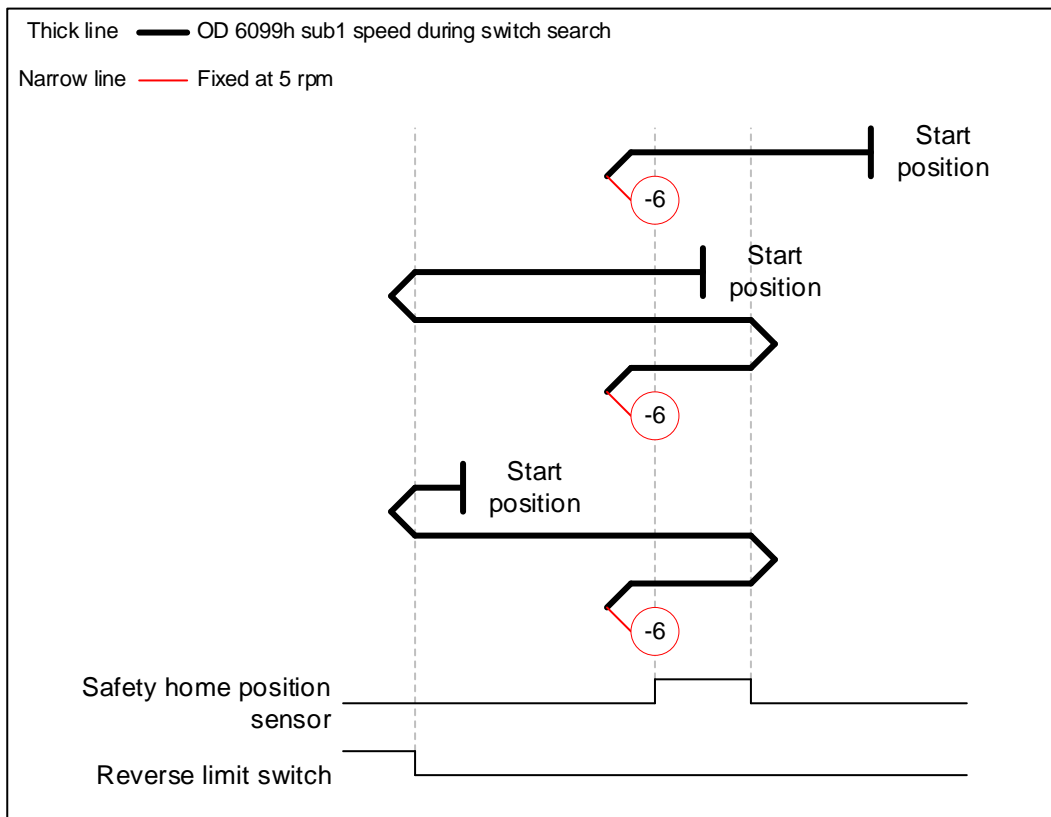 Thick line OD 6099h sub1 speed during switch search
Narrow line Fixed at 5 rpm
Start
position
-6
Start
position
-6
Start
position
-6
Safety home position
sensor
Reverse limit switch